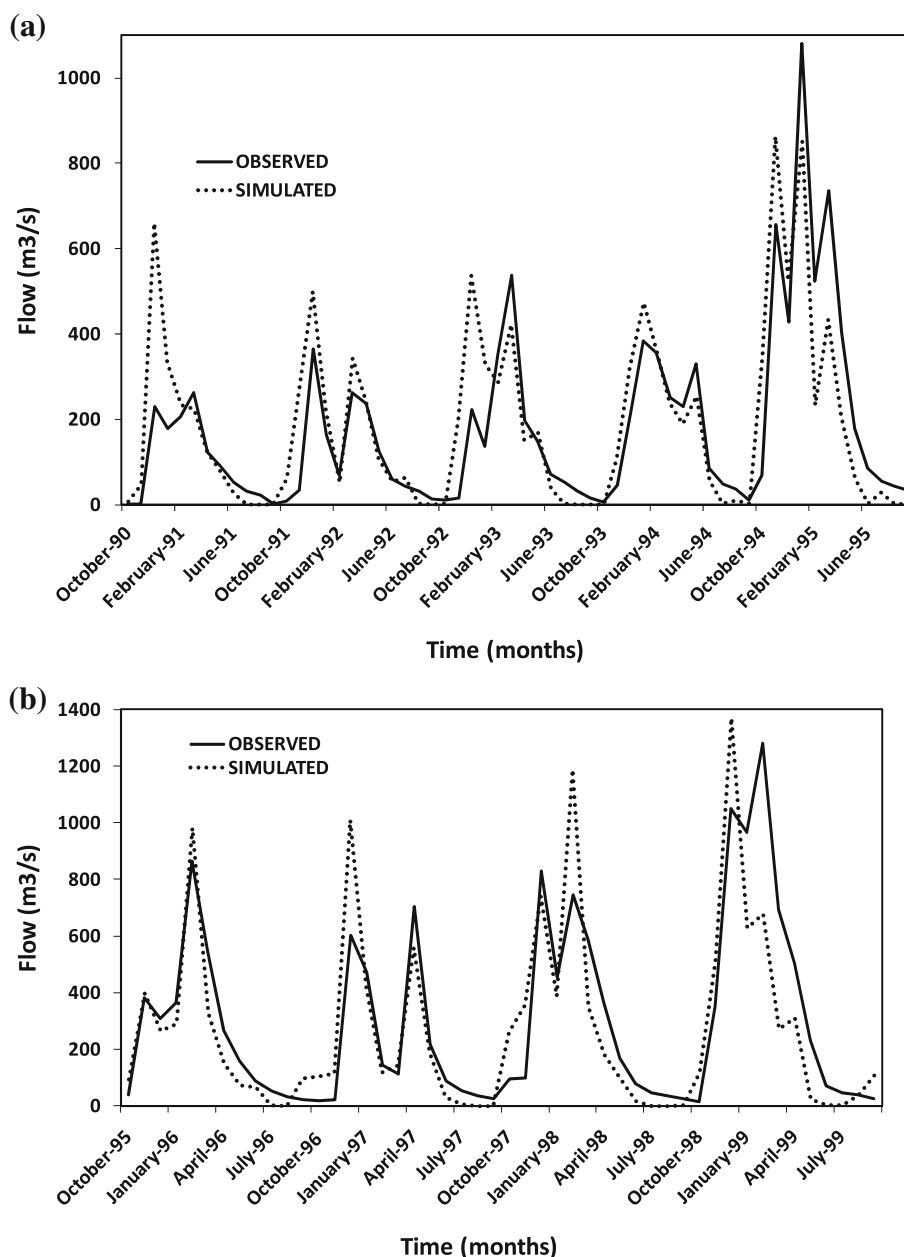 (a)
1000
800
600
400
200
0
Flow (m3/s)
OBSERVED
SIMULATED
October-90
February-91
June-91
October-91
February-92
June-92
October-92
February-93
June-93
October-93
February-94
June-94
October-94
February-95
June-95
Time (months)
(b)
1400
1200
1000
800
600
400
200
0
Flow (m3/s)
OBSERVED
SIMULATED
October-95
January-96
April-96
July-96
October-96
January-97
April-97
July-97
October-97
January-98
April-98
July-98
October-98
January-99
April-99
July-99
Time (months)